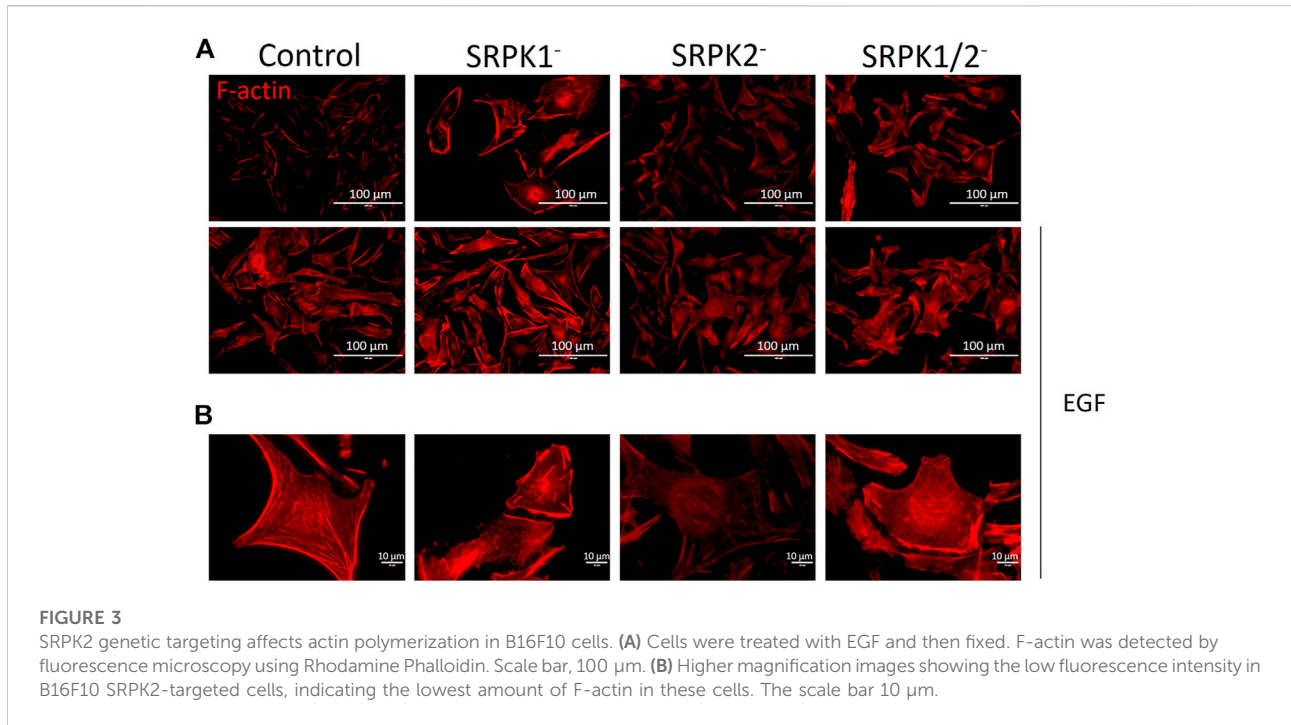 A
Control
SRPK1⁻
SRPK2⁻
SRPK1/2⁻
F-actin
100 µm
100 µm
100 µm
100 µm
100 µm
100 µm
100 µm
100 µm
EGF
B
10 µm
10 µm
10 µm
10 µm
FIGURE 3
SRPK2 genetic targeting affects actin polymerization in B16F10 cells. (A) Cells were treated with EGF and then fixed. F-actin was detected by
fluorescence microscopy using Rhodamine Phalloidin. Scale bar, 100 µm. (B) Higher magnification images showing the low fluorescence intensity in
B16F10 SRPK2-targeted cells, indicating the lowest amount of F-actin in these cells. The scale bar 10 µm.